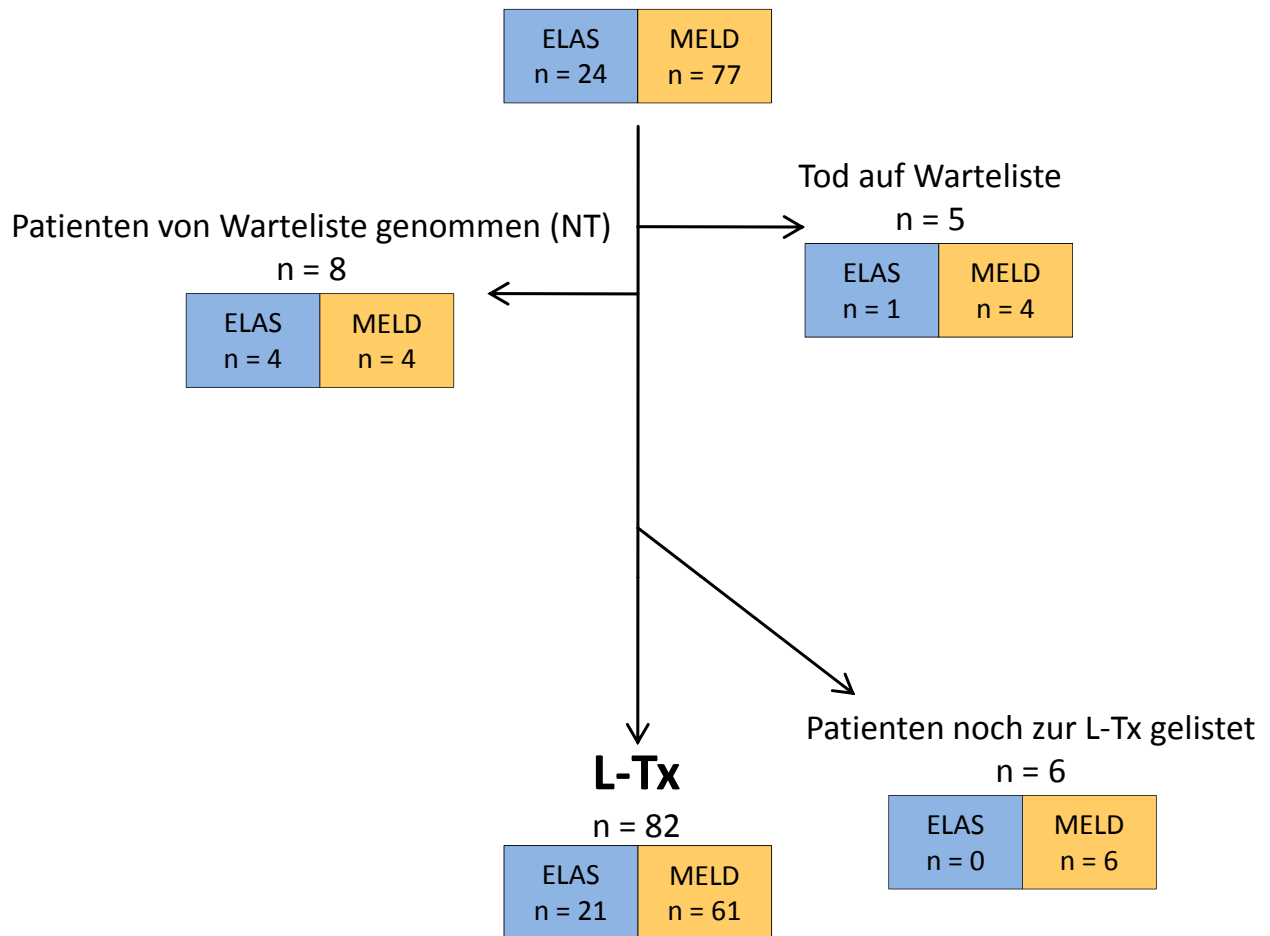 ELAS
n = 24
MELD
n = 77
Tod auf Warteliste
n = 5
ELAS
n = 1
MELD
n = 4
Patienten von Warteliste genommen (NT)
n = 8
ELAS
n = 4
MELD
n = 4
Patienten noch zur L-Tx gelistet
n = 6
ELAS
n = 0
MELD
n = 6
L-Tx
n = 82
ELAS
n = 21
MELD
n = 61